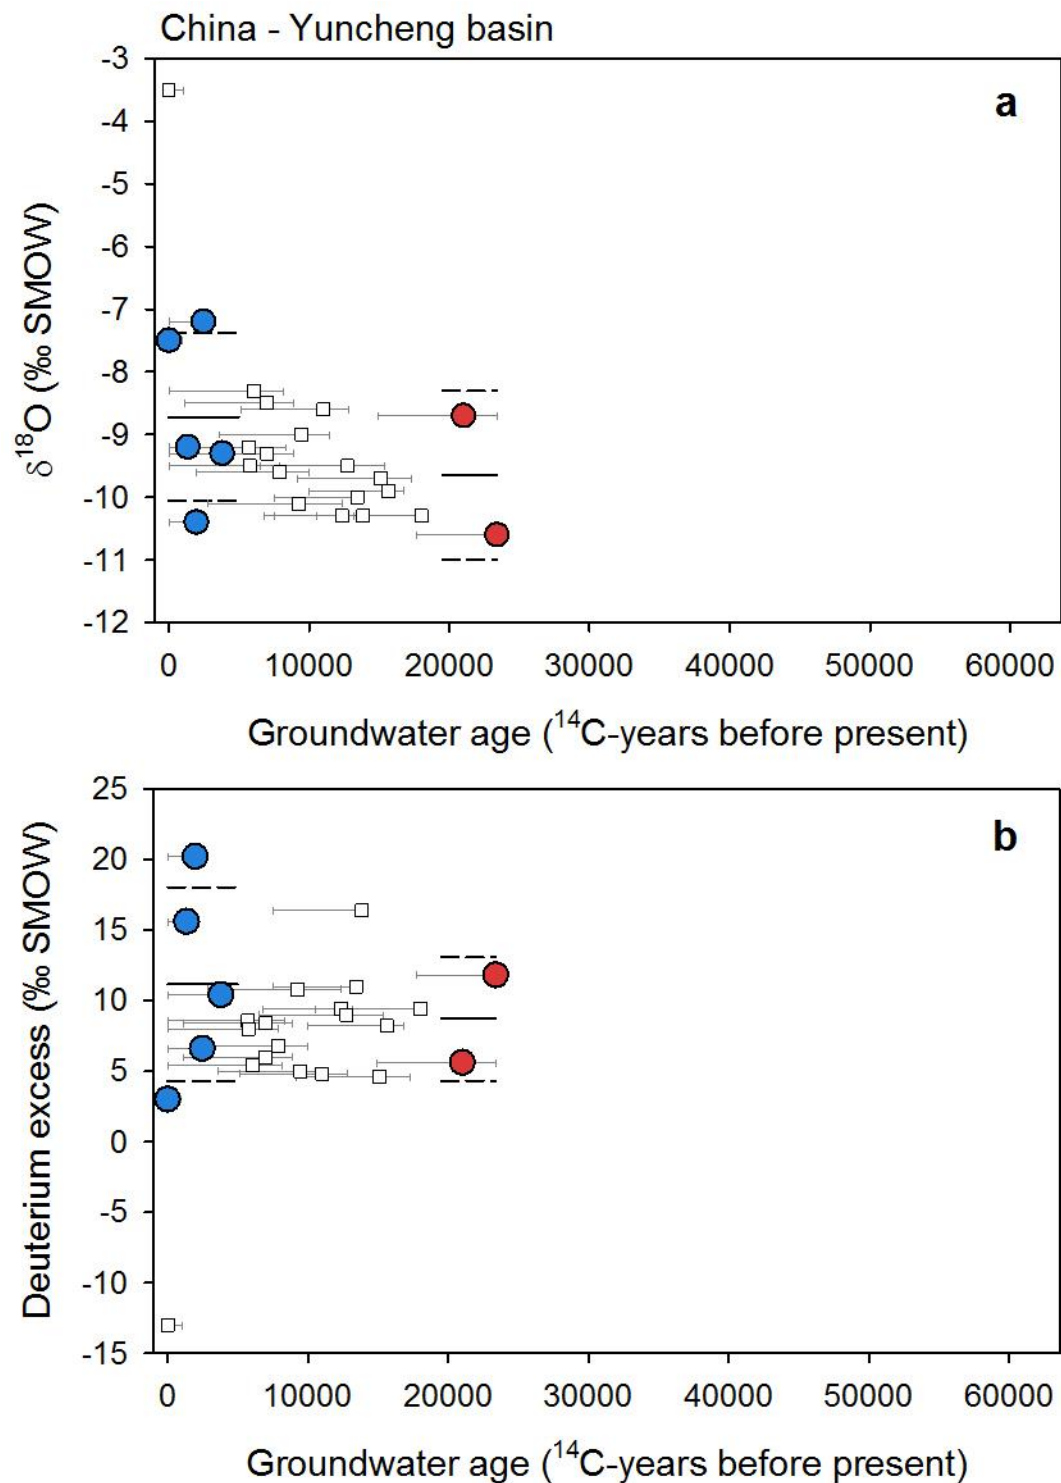 China - Yuncheng basin
a
-3
-4
-5
-6
-7
-8
-9
-10
-11
-12
δ18O (‰ SMOW)
0 10000 20000 30000 40000 50000 60000
Groundwater age (14C-years before present)
b
25
20
15
10
5
0
-5
-10
-15
Deuterium excess (‰ SMOW)
0 10000 20000 30000 40000 50000 60000
Groundwater age (14C-years before present)